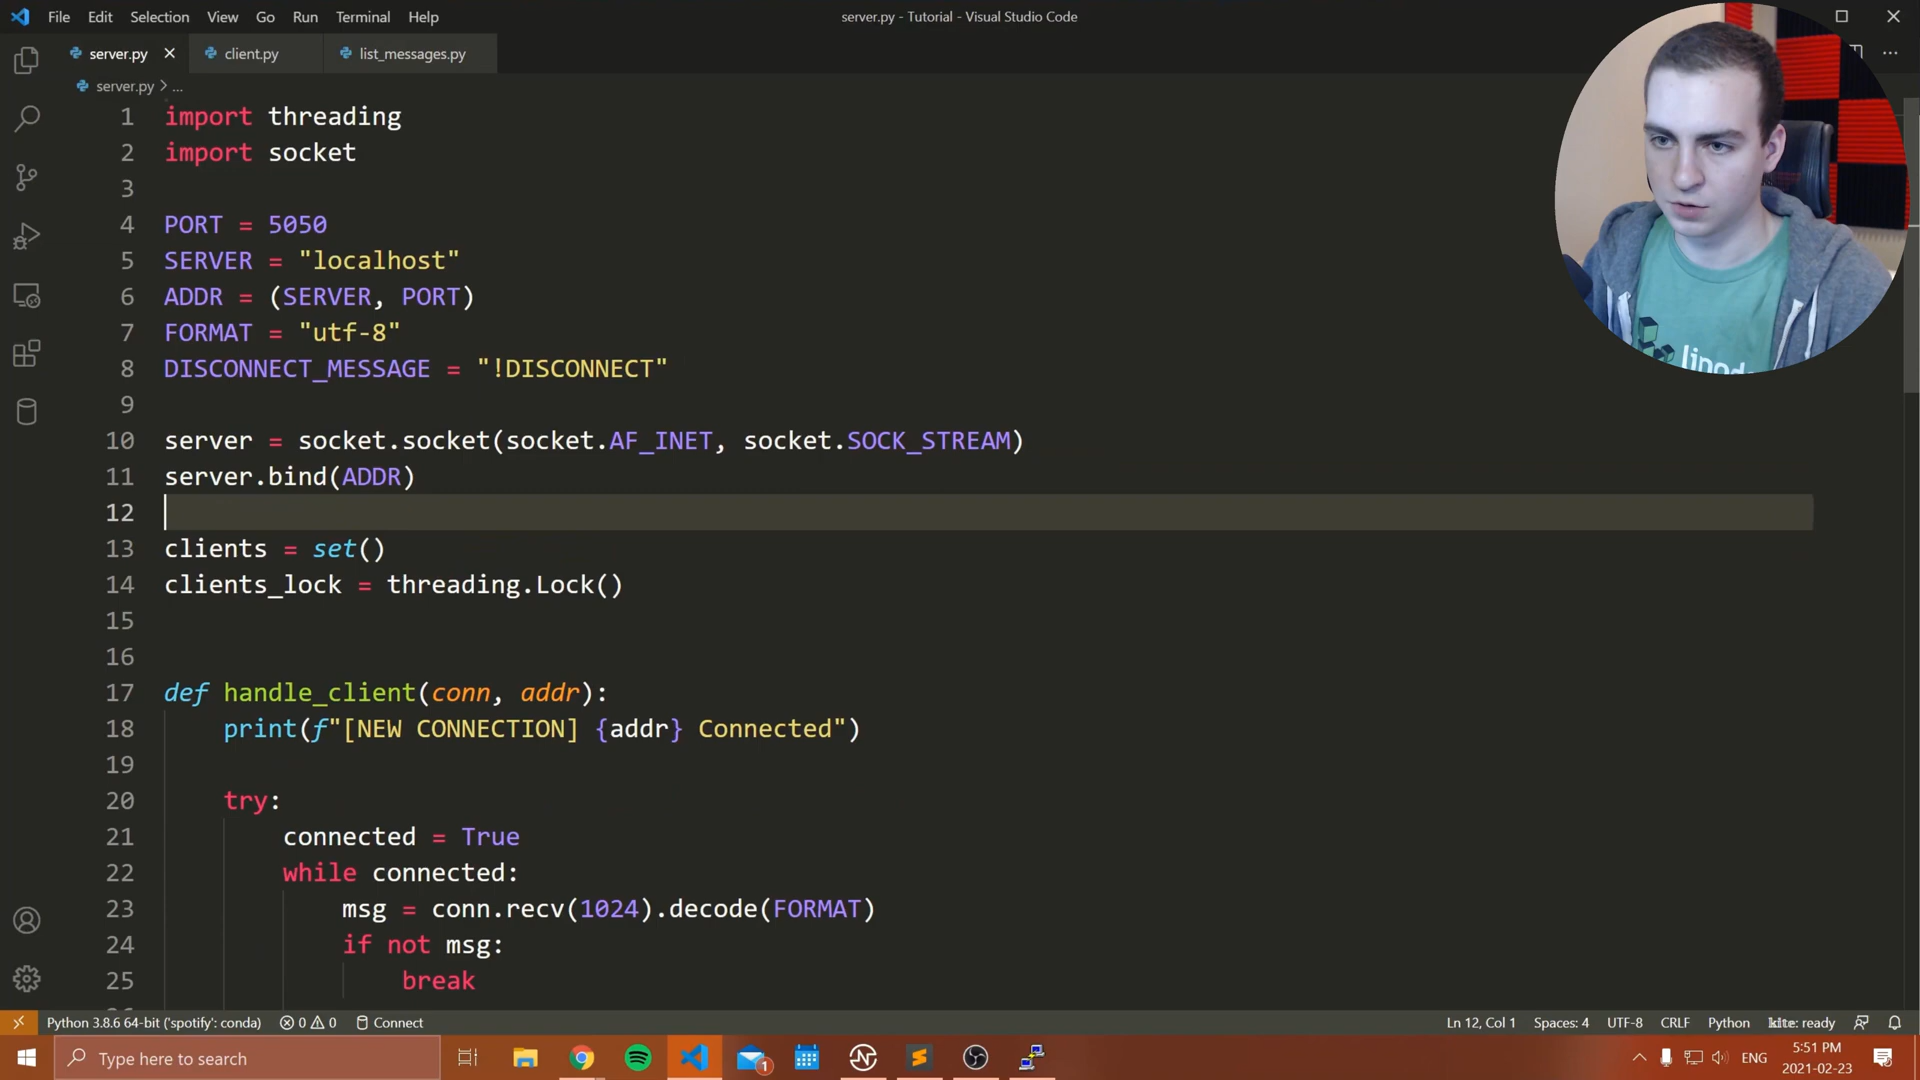 File Edit Selection View Go Run Terminal Help
server.py - Tutorial - Visual Studio Code
server.py client.py list_messages.py
server.py > ...
1 import threading
2 import socket
3
4 PORT = 5050
5 SERVER = "localhost"
6 ADDR = (SERVER, PORT)
7 FORMAT = "utf-8"
8 DISCONNECT_MESSAGE = "!DISCONNECT"
9
10 server = socket.socket(socket.AF_INET, socket.SOCK_STREAM)
11 server.bind(ADDR)
12
13 clients = set()
14 clients_lock = threading.Lock()
15
16
17 def handle_client(conn, addr):
18 print(f"[NEW CONNECTION] {addr} Connected")
19
20 try:
21 connected = True
22 while connected:
23 msg = conn.recv(1024).decode(FORMAT)
24 if not msg:
25 break
Python 3.8.6 64-bit ('spotify': conda) 0 0 Connect
Ln 12, Col 1 Spaces: 4 UTF-8 CRLF Python kite: ready
Type here to search
1
ENG
5:51 PM
2021-02-23